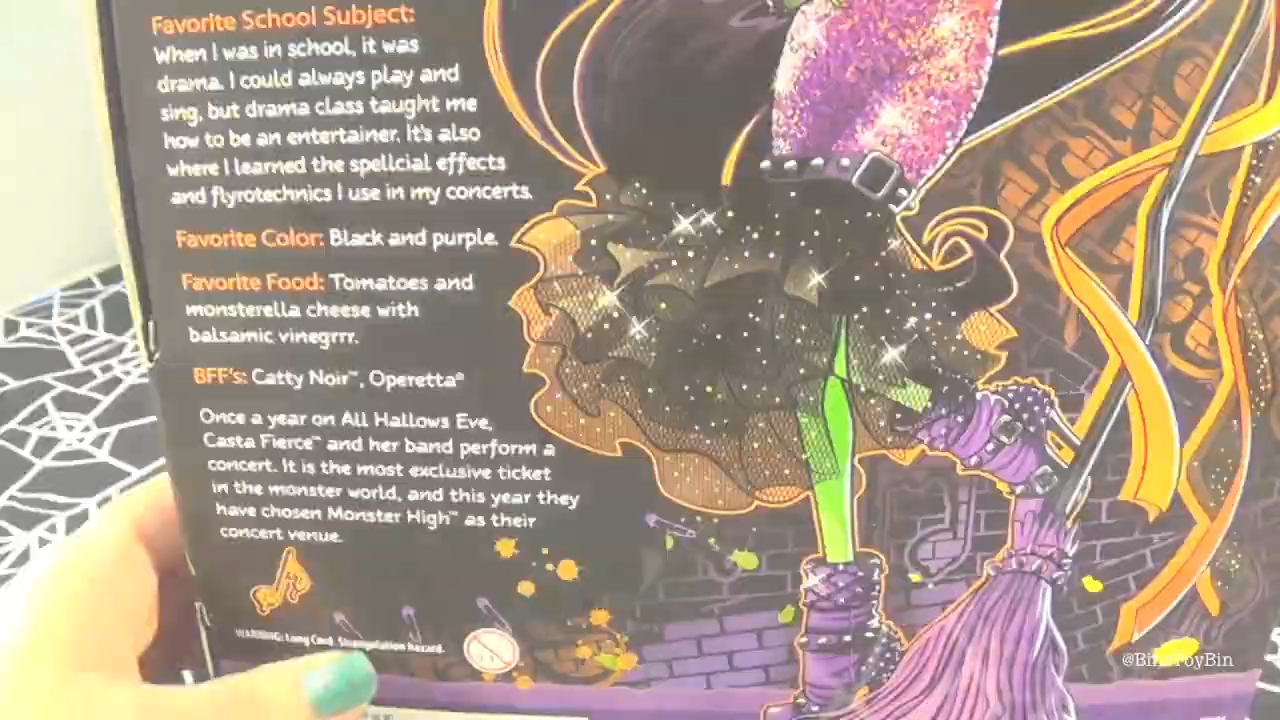 Favorite School Subject:
When I was in school, it was
drama. I could always play and
sing, but drama class taught me
how to be an entertainer. It's also
where I learned the spellcial effects
and flyrotechnics I use in my concerts.
Favorite Color: Black and purple.
Favorite Food: Tomatoes and
monsterella cheese with
balsamic vinegrrr.
BFF's: Catty Noir™, Operetta®
Once a year on All Hallows Eve,
Casta Fierce™ and her band perform a
concert. It is the most exclusive ticket
in the monster world, and this year they
have chosen Monster High™ as their
concert venue.
WARNING: Long Cord. Strangulation hazard.
@BinsToyBin